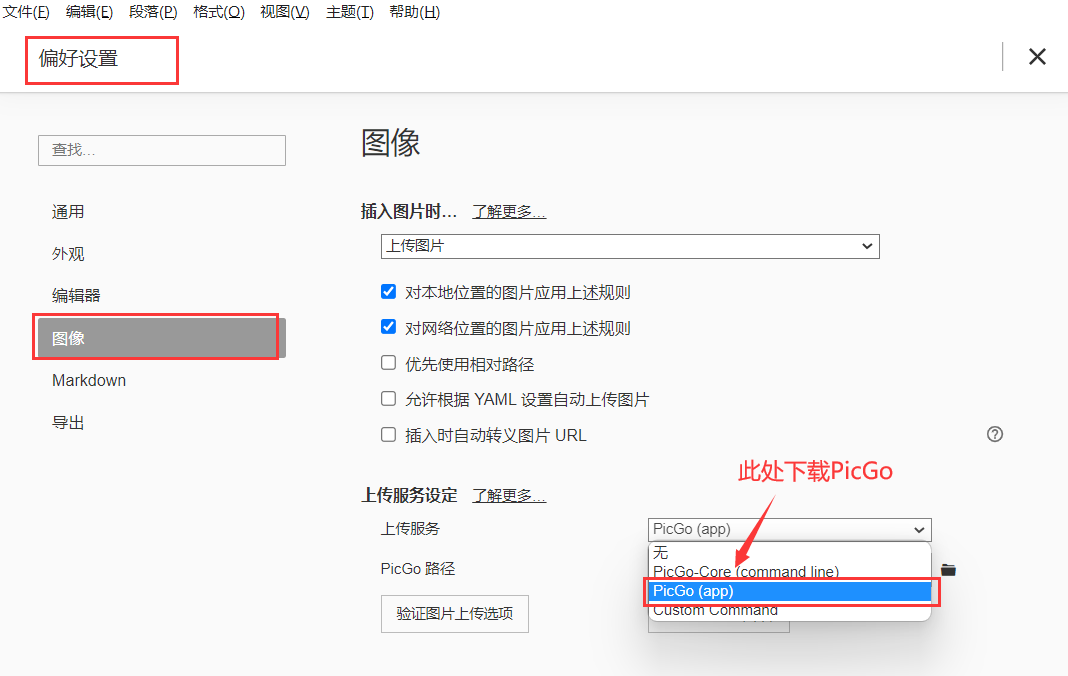 文件(F) 编辑(E) 段落(P) 格式(O) 视图(V) 主题(T) 帮助(H)
偏好设置
查找...
通用
外观
编辑器
图像
Markdown
导出
图像
插入图片时... 了解更多...
上传图片
对本地位置的图片应用上述规则
对网络位置的图片应用上述规则
优先使用相对路径
允许根据 YAML 设置自动上传图片
插入时自动转义图片 URL
此处下载PicGo
上传服务设定 了解更多...
上传服务
PicGo (app)
无
PicGo-Core (command line)
PicGo (app)
Custom Command
PicGo 路径
验证图片上传选项